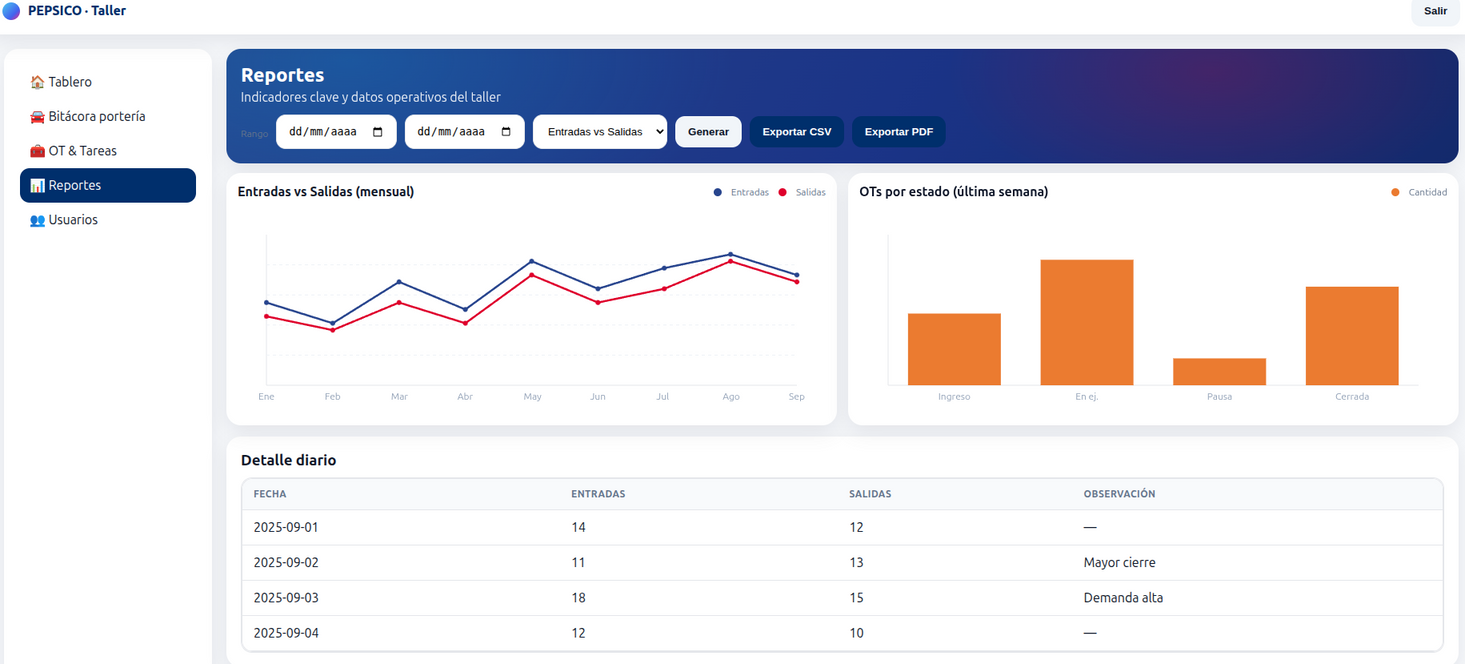 PEPSICO · Taller
Salir
🏠 Tablero
🚘 Bitácora portería
🧰 OT & Tareas
📊 Reportes
👥 Usuarios
Reportes
Indicadores clave y datos operativos del taller
Rango dd/mm/aaaa dd/mm/aaaa Entradas vs Salidas Generar Exportar CSV Exportar PDF
Entradas vs Salidas (mensual) Entradas Salidas
Ene Feb Mar Abr May Jun Jul Ago Sep
OTs por estado (última semana) Cantidad
Ingreso En ej. Pausa Cerrada
Detalle diario
FECHA ENTRADAS SALIDAS OBSERVACIÓN
2025-09-01 14 12 —
2025-09-02 11 13 Mayor cierre
2025-09-03 18 15 Demanda alta
2025-09-04 12 10 —